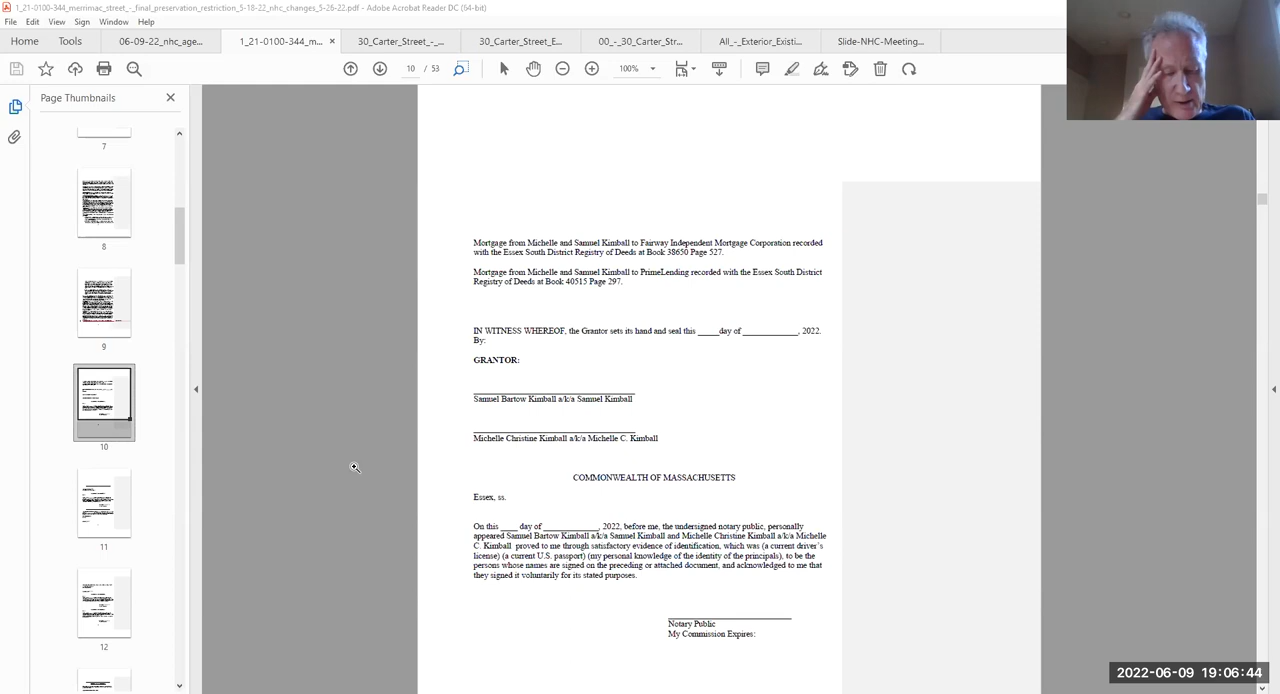 1_21-0100-344_merrimac_street_-_final_preservation_restriction_5-18-22_nhc_changes_5-26-22.pdf - Adobe Acrobat Reader DC (64-bit)
File Edit View Sign Window Help
Home Tools 06-09-22_nhc_age... 1_21-0100-344_m... × 30_Carter_Street_-_... 30_Carter_Street_E... 00_-_30_Carter_Str... All_-_Exterior_Existi... Slide-NHC-Meeting...
10 / 53 100%
Page Thumbnails
7
8
9
10
11
12
Mortgage from Michelle and Samuel Kimball to Fairway Independent Mortgage Corporation recorded
with the Essex South District Registry of Deeds at Book 38650 Page 527.
Mortgage from Michelle and Samuel Kimball to PrimeLending recorded with the Essex South District
Registry of Deeds at Book 40515 Page 297.
IN WITNESS WHEREOF, the Grantor sets its hand and seal this _____day of _____________, 2022.
By:
GRANTOR:
Samuel Bartow Kimball a/k/a Samuel Kimball
Michelle Christine Kimball a/k/a Michelle C. Kimball
COMMONWEALTH OF MASSACHUSETTS
Essex, ss.
On this ____ day of _____________, 2022, before me, the undersigned notary public, personally
appeared Samuel Bartow Kimball a/k/a Samuel Kimball and Michelle Christine Kimball a/k/a Michelle
C. Kimball proved to me through satisfactory evidence of identification, which was (a current driver's
license) (a current U.S. passport) (my personal knowledge of the identity of the principals), to be the
persons whose names are signed on the preceding or attached document, and acknowledged to me that
they signed it voluntarily for its stated purposes.
Notary Public
My Commission Expires:
2022-06-09 19:06:44